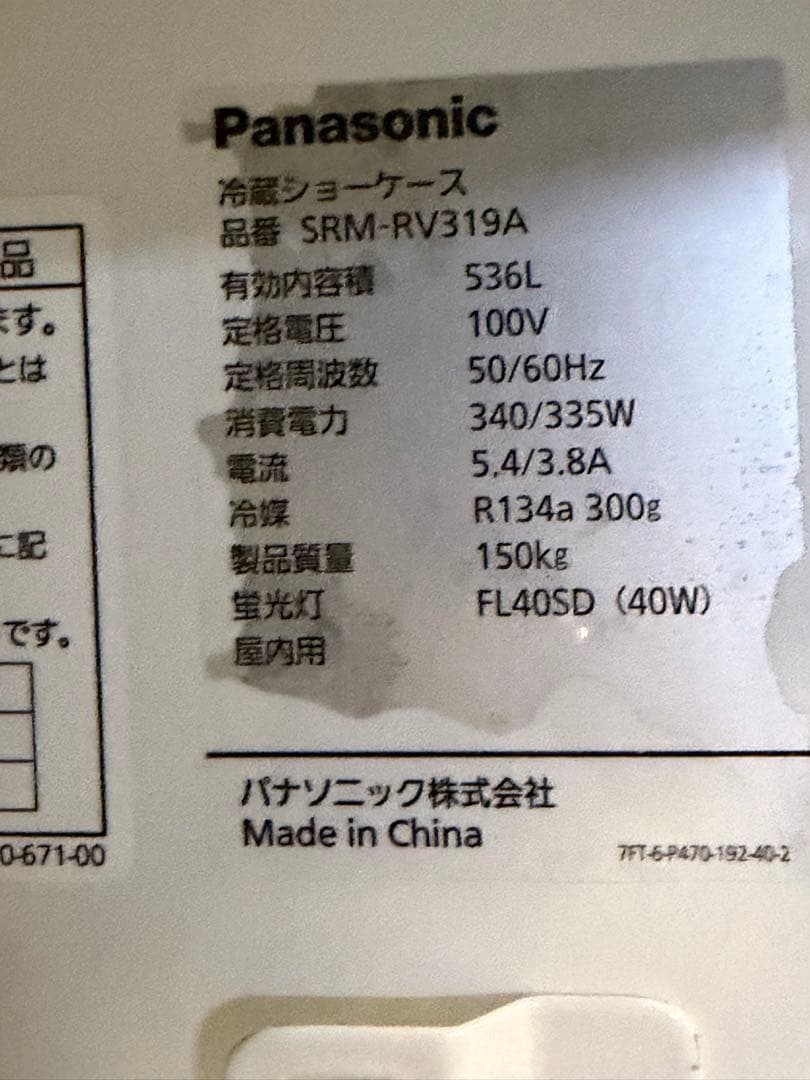 Panasonic
冷蔵ショーケース
品番 SRM-RV319A
有効内容積 536L
定格電圧 100V
定格周波数 50/60Hz
消費電力 340/335W
電流 5.4/3.8A
冷媒 R134a 300g
製品質量 150kg
蛍光灯 FL40SD（40W）
屋内用
パナソニック株式会社
Made in China
7FT-6-P470-192-40-2
品
ます。
とは
類の
に記
です。
0-671-00